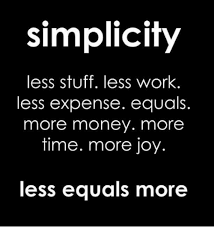 simplicity
less stuff. less work.
less expense. equals.
more money. more
time. more joy.
less equals more